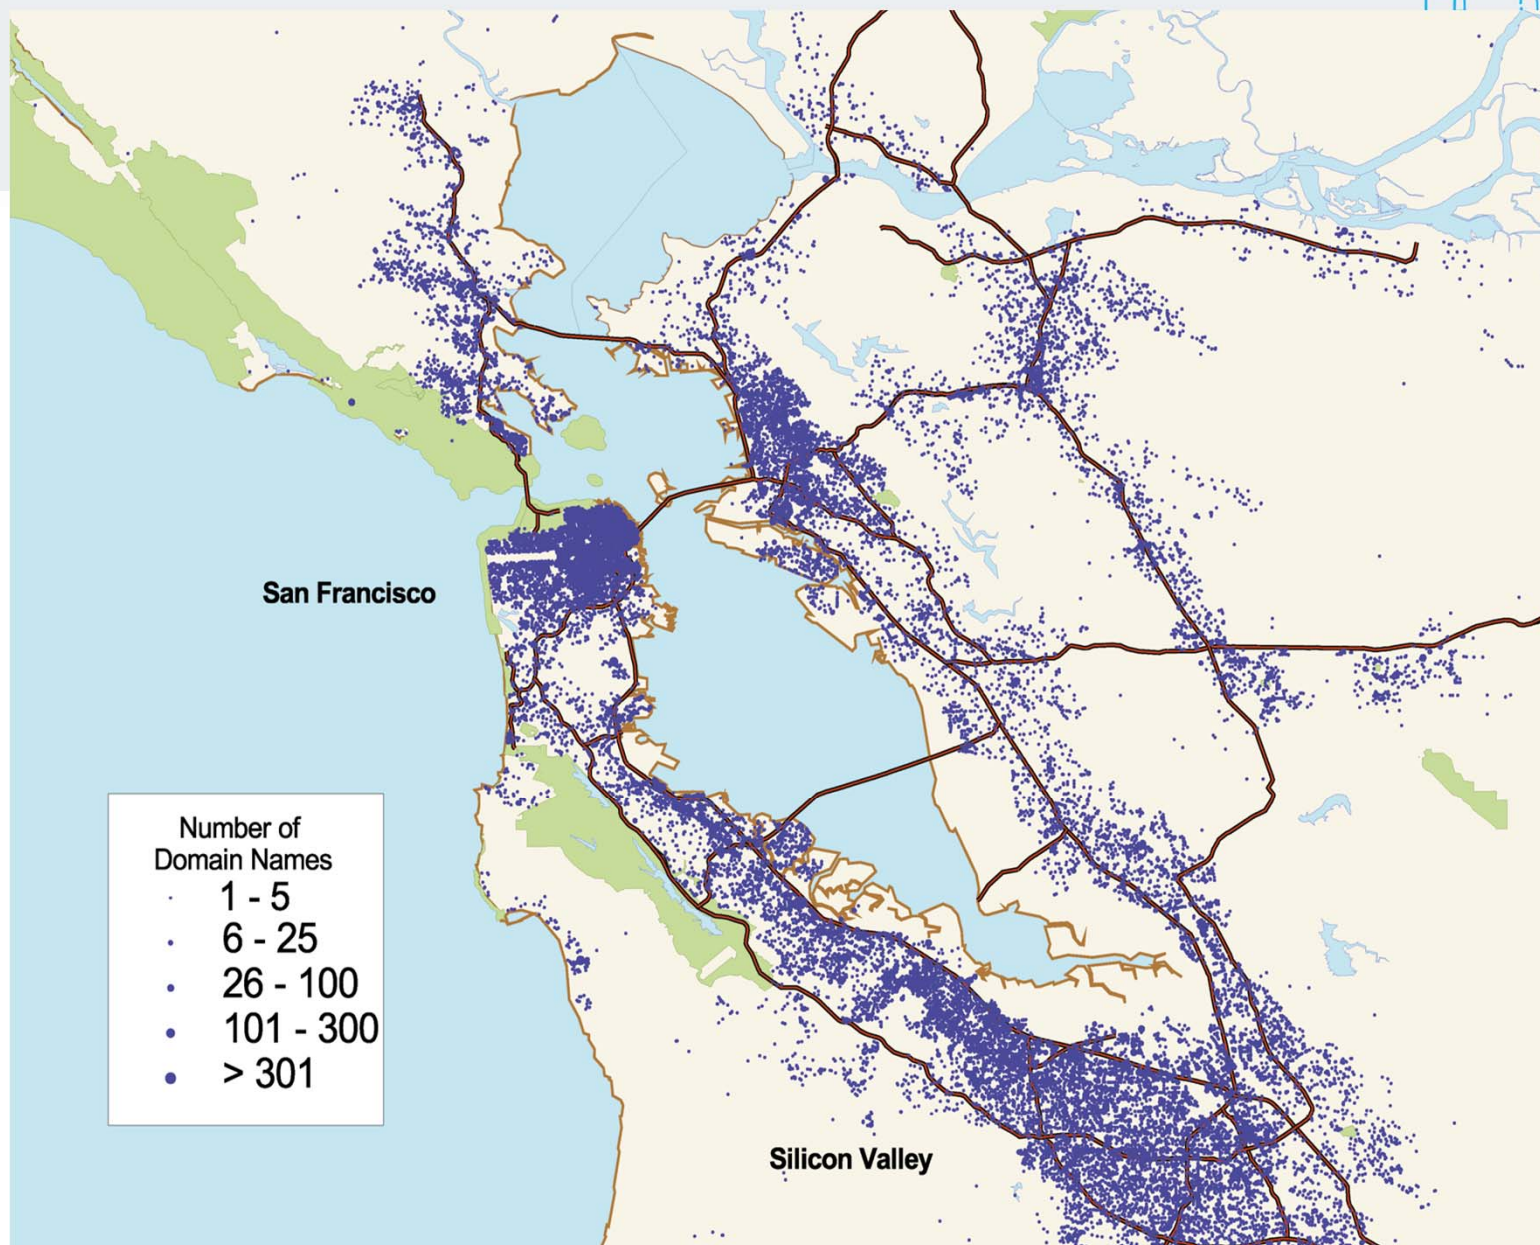 San Francisco
Number of
Domain Names
1 - 5
6 - 25
26 - 100
101 - 300
> 301
Silicon Valley